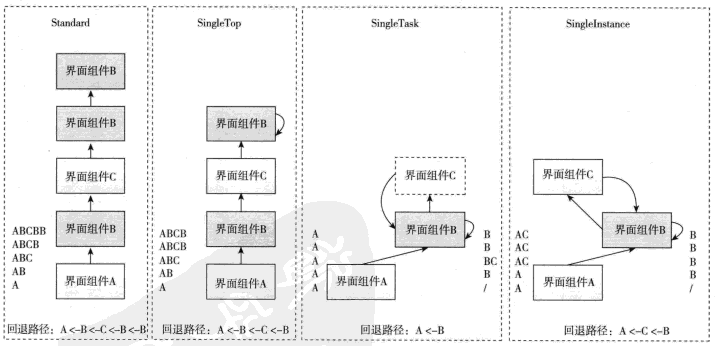 Standard
界面组件B
界面组件B
界面组件C
界面组件B
界面组件A
ABCBB
ABCB
ABC
AB
A
回退路径：A <–B <–C <–B <–B
SingleTop
界面组件B
界面组件C
界面组件B
界面组件A
ABCB
ABCB
ABC
AB
A
回退路径：A <–B <–C <–B
SingleTask
界面组件C
界面组件B
界面组件A
A
A
A
A
A
B
B
BC
B
/
回退路径：A <–B
SingleInstance
界面组件C
界面组件B
界面组件A
AC
AC
AC
A
A
B
B
B
B
/
回退路径：A <–C <–B